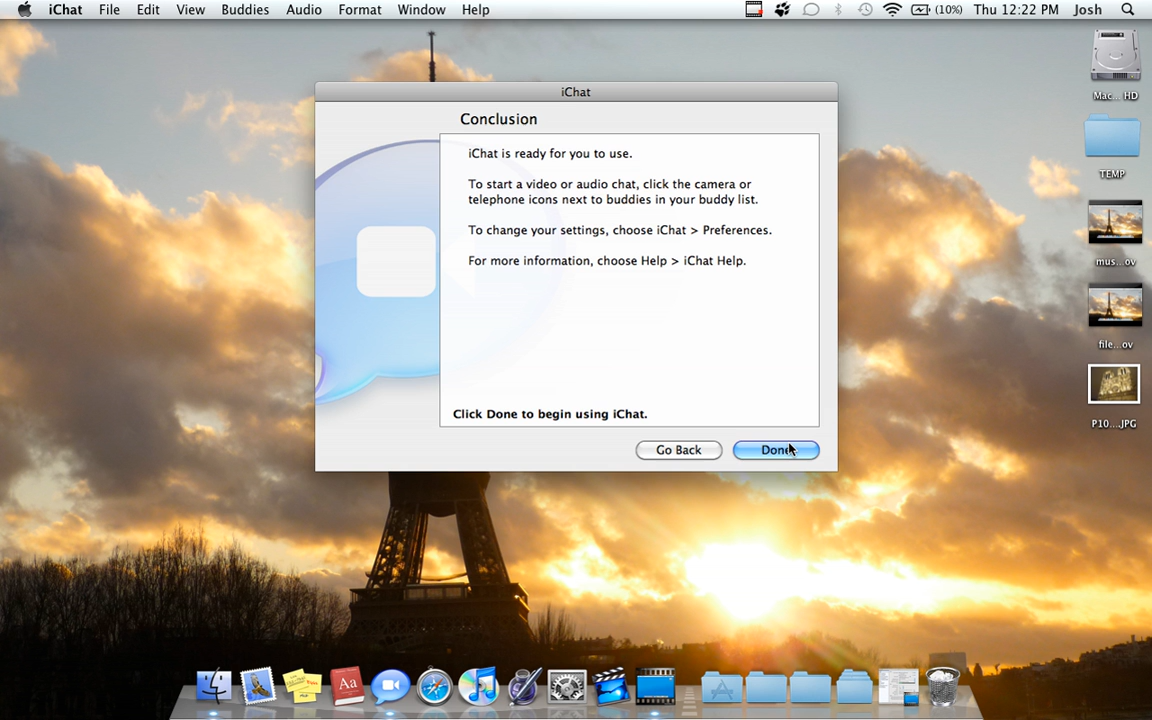 iChat File Edit View Buddies Audio Format Window Help (10%) Thu 12:22 PM Josh
iChat
Conclusion
iChat is ready for you to use.
To start a video or audio chat, click the camera or
telephone icons next to buddies in your buddy list.
To change your settings, choose iChat > Preferences.
For more information, choose Help > iChat Help.
Click Done to begin using iChat.
Go Back Done
Mac... HD
TEMP
mus...ov
file...ov
P10....JPG
Aa